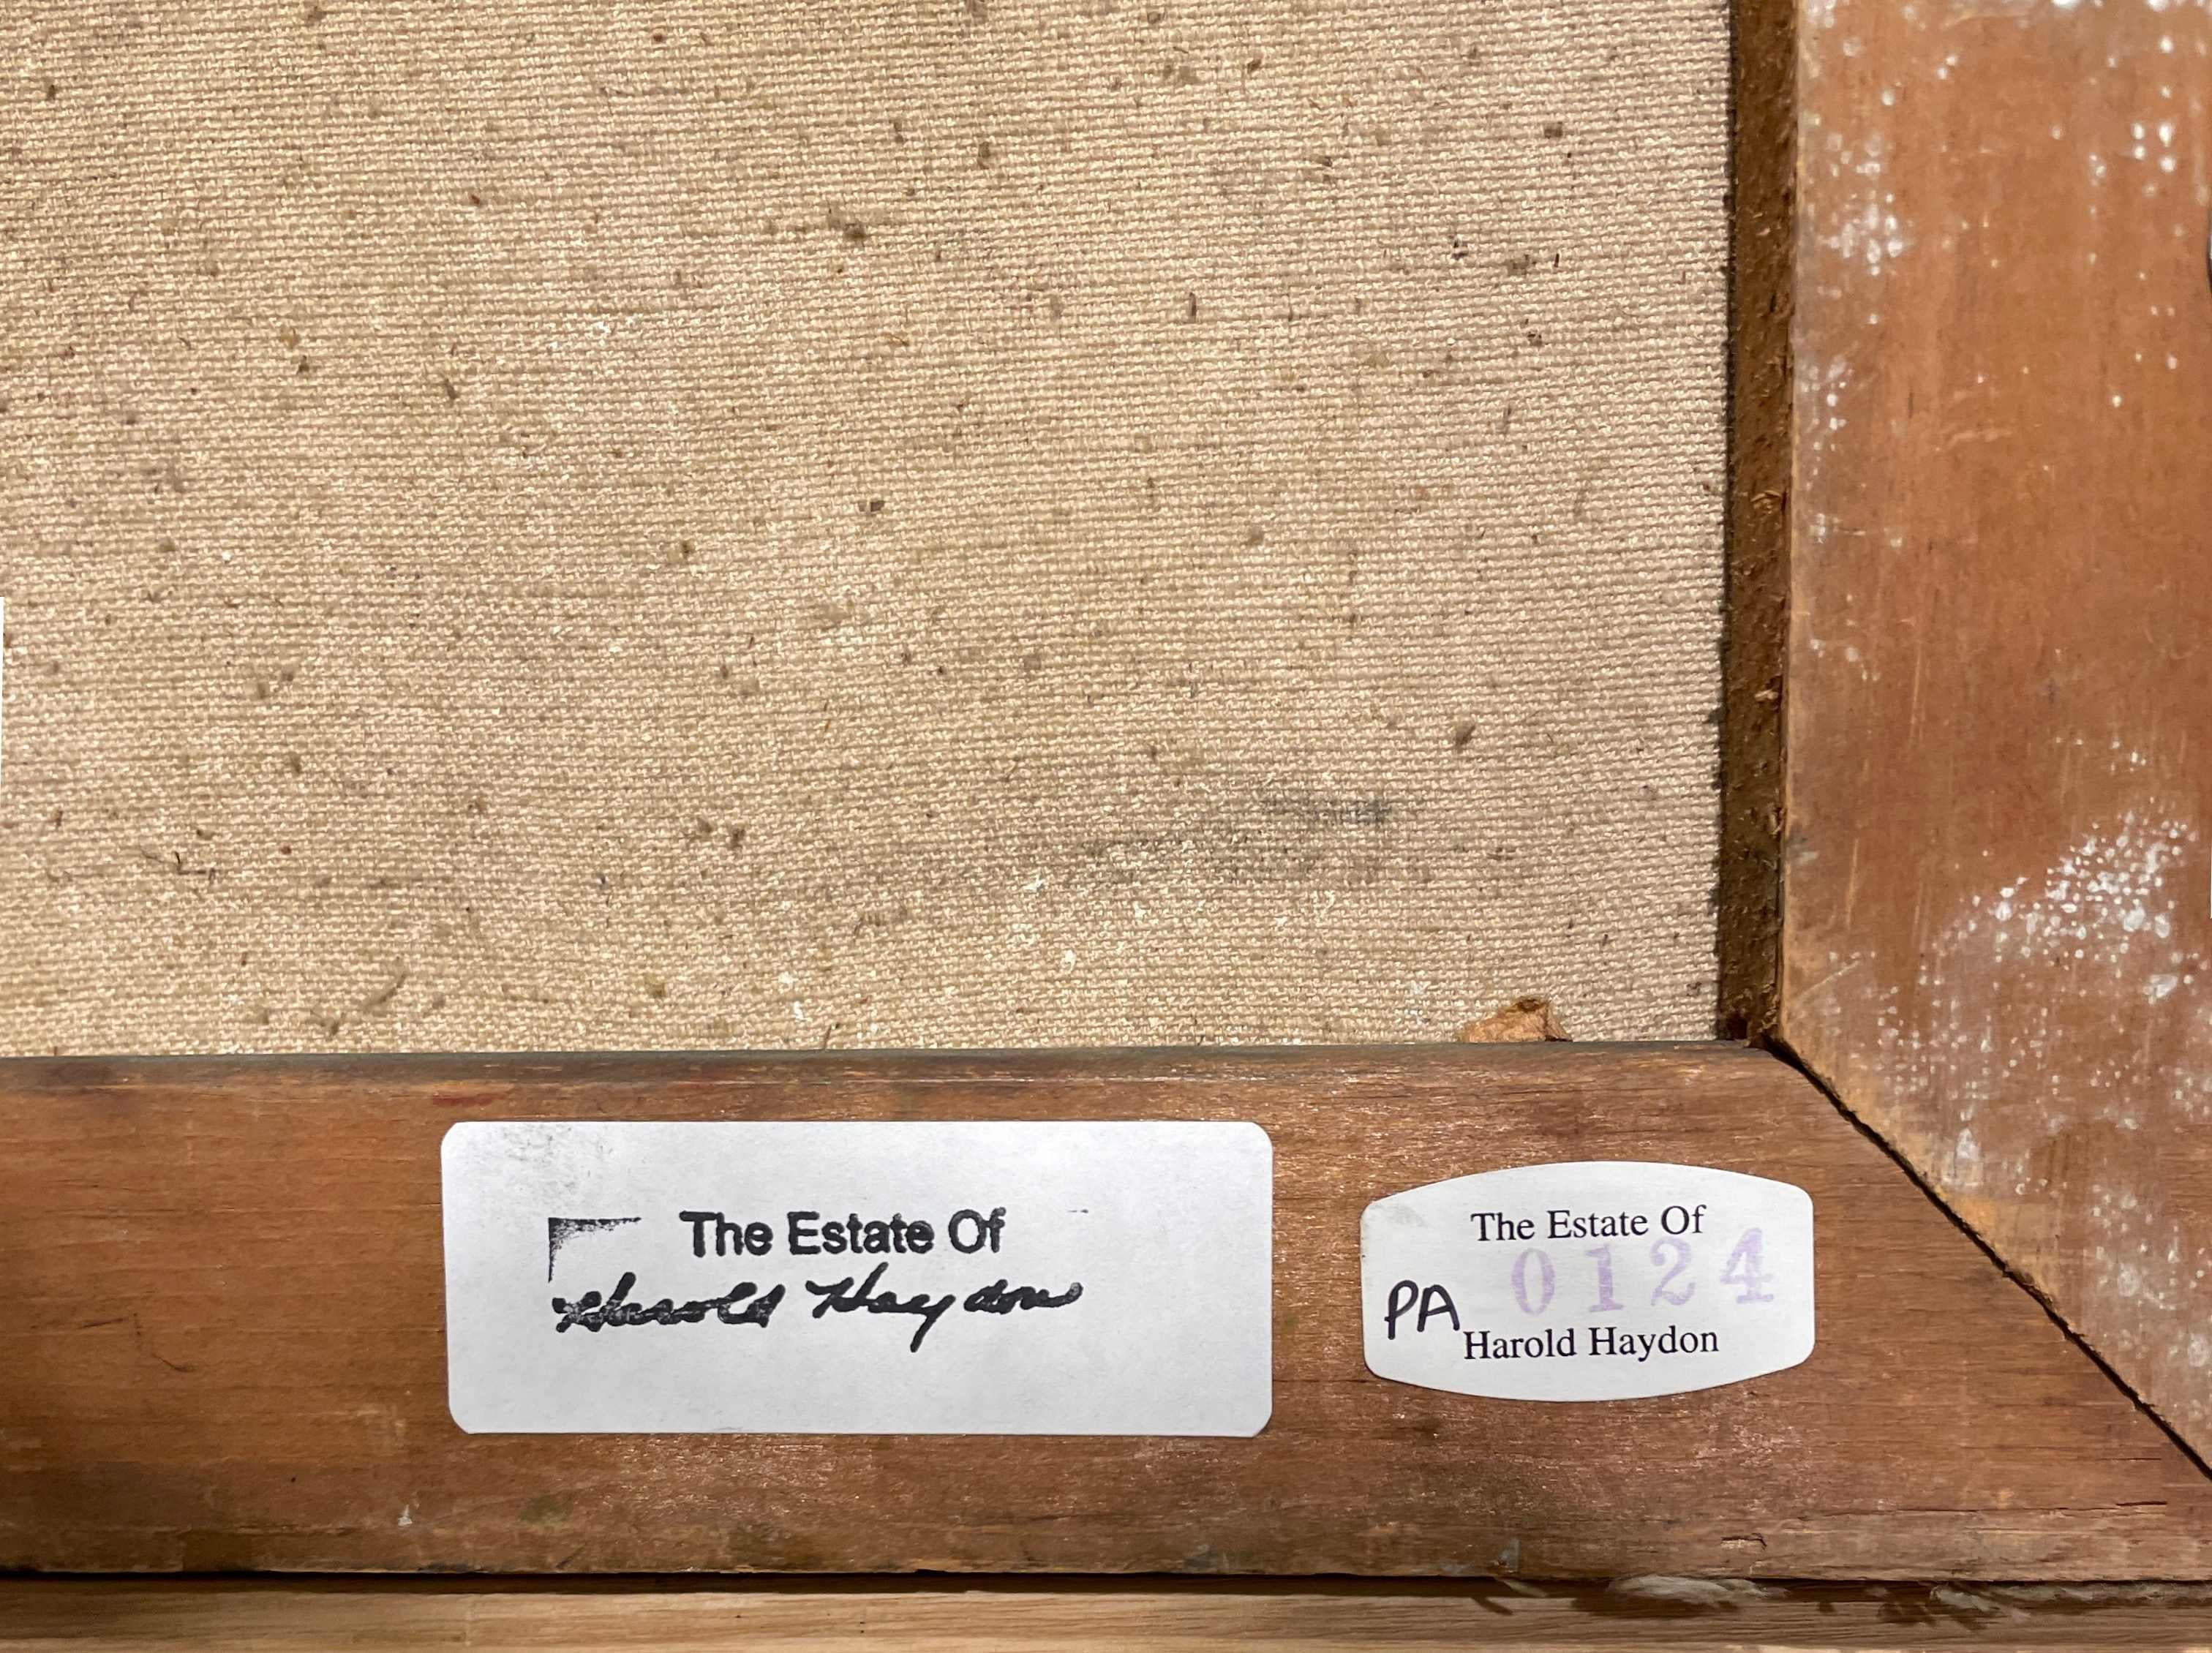 The Estate Of
Harold Haydon
The Estate Of
PA 0124
Harold Haydon